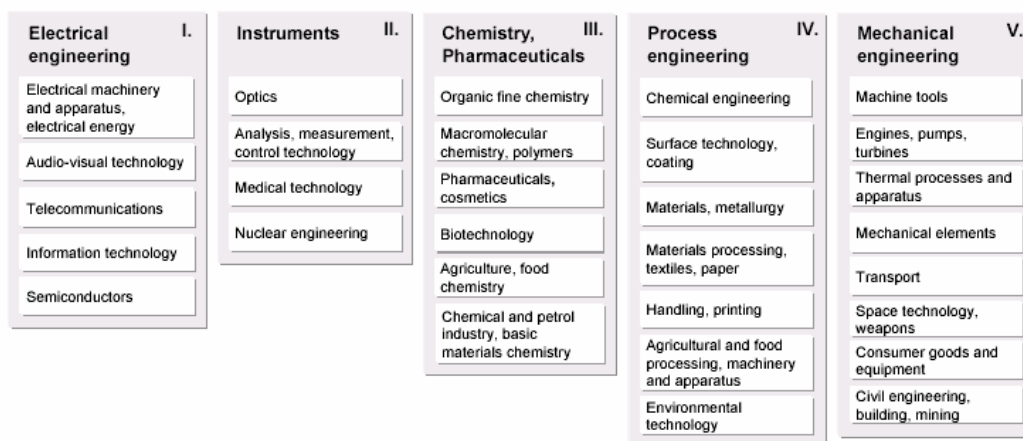 Electrical I.
engineering
Electrical machinery
and apparatus,
electrical energy
Audio-visual technology
Telecommunications
Information technology
Semiconductors
Instruments II.
Optics
Analysis, measurement,
control technology
Medical technology
Nuclear engineering
Chemistry, III.
Pharmaceuticals
Organic fine chemistry
Macromolecular
chemistry, polymers
Pharmaceuticals,
cosmetics
Biotechnology
Agriculture, food
chemistry
Chemical and petrol
industry, basic
materials chemistry
Process IV.
engineering
Chemical engineering
Surface technology,
coating
Materials, metallurgy
Materials processing,
textiles, paper
Handling, printing
Agricultural and food
processing, machinery
and apparatus
Environmental
technology
Mechanical V.
engineering
Machine tools
Engines, pumps,
turbines
Thermal processes and
apparatus
Mechanical elements
Transport
Space technology,
weapons
Consumer goods and
equipment
Civil engineering,
building, mining